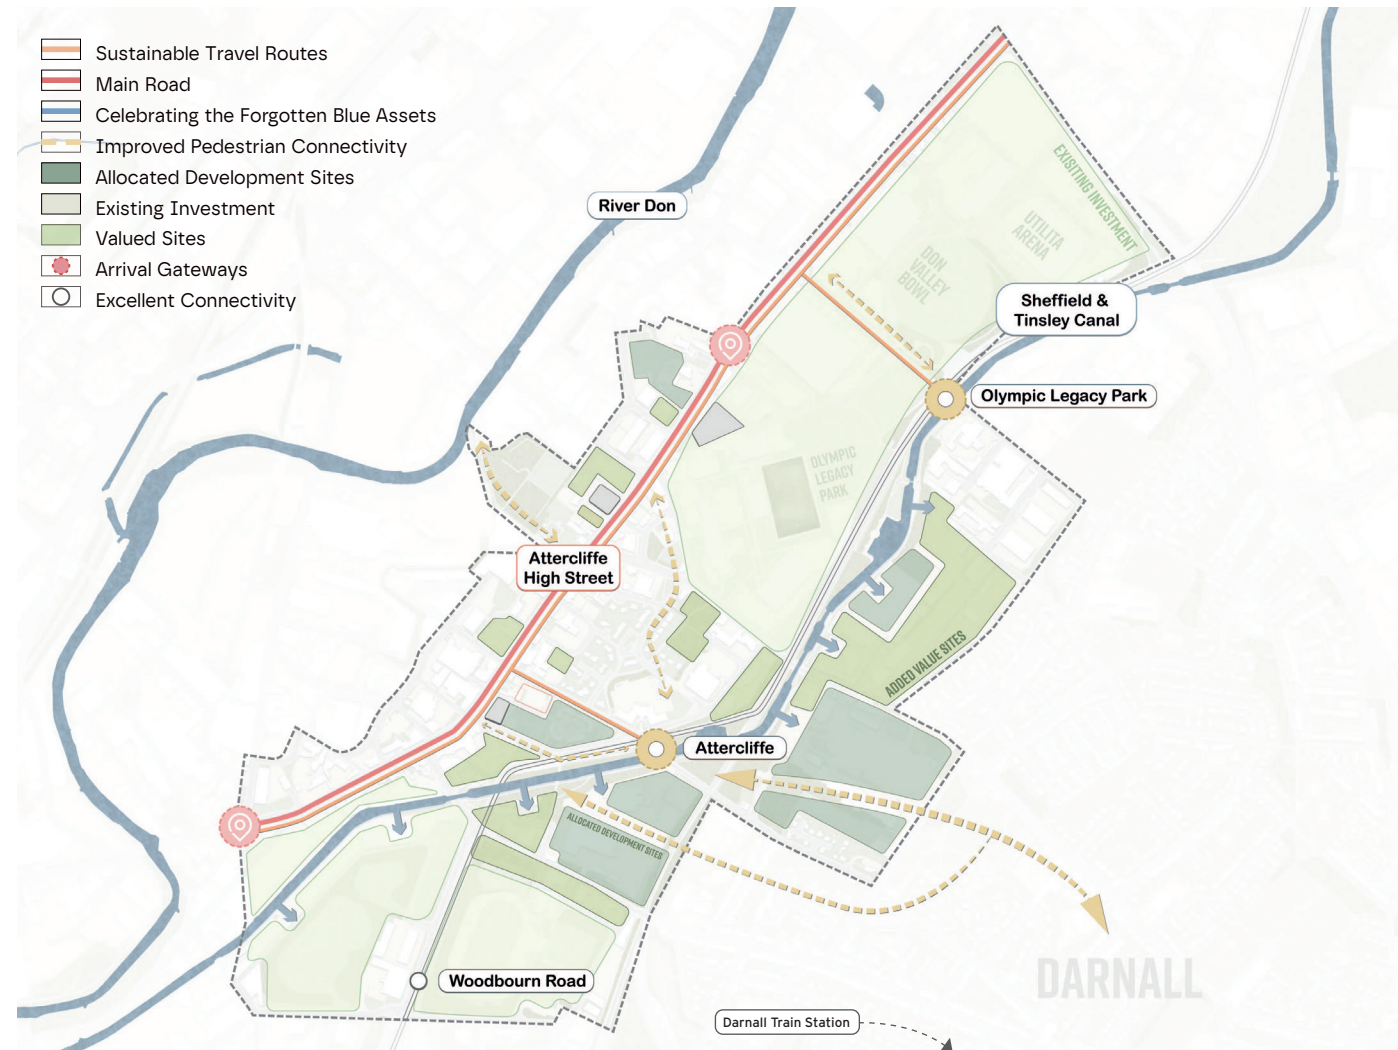 Sustainable Travel Routes
Main Road
Celebrating the Forgotten Blue Assets
Improved Pedestrian Connectivity
Allocated Development Sites
Existing Investment
Valued Sites
Arrival Gateways
Excellent Connectivity
River Don
EXISITING INVESTMENT
UTILITA
ARENA
DON
VALLEY
BOWL
Sheffield &
Tinsley Canal
Olympic Legacy Park
OLYMPIC
LEGACY
PARK
Attercliffe
High Street
ADDED VALUE SITES
Attercliffe
ALLOCATED DEVELOPMENT SITES
Woodbourn Road
DARNALL
Darnall Train Station